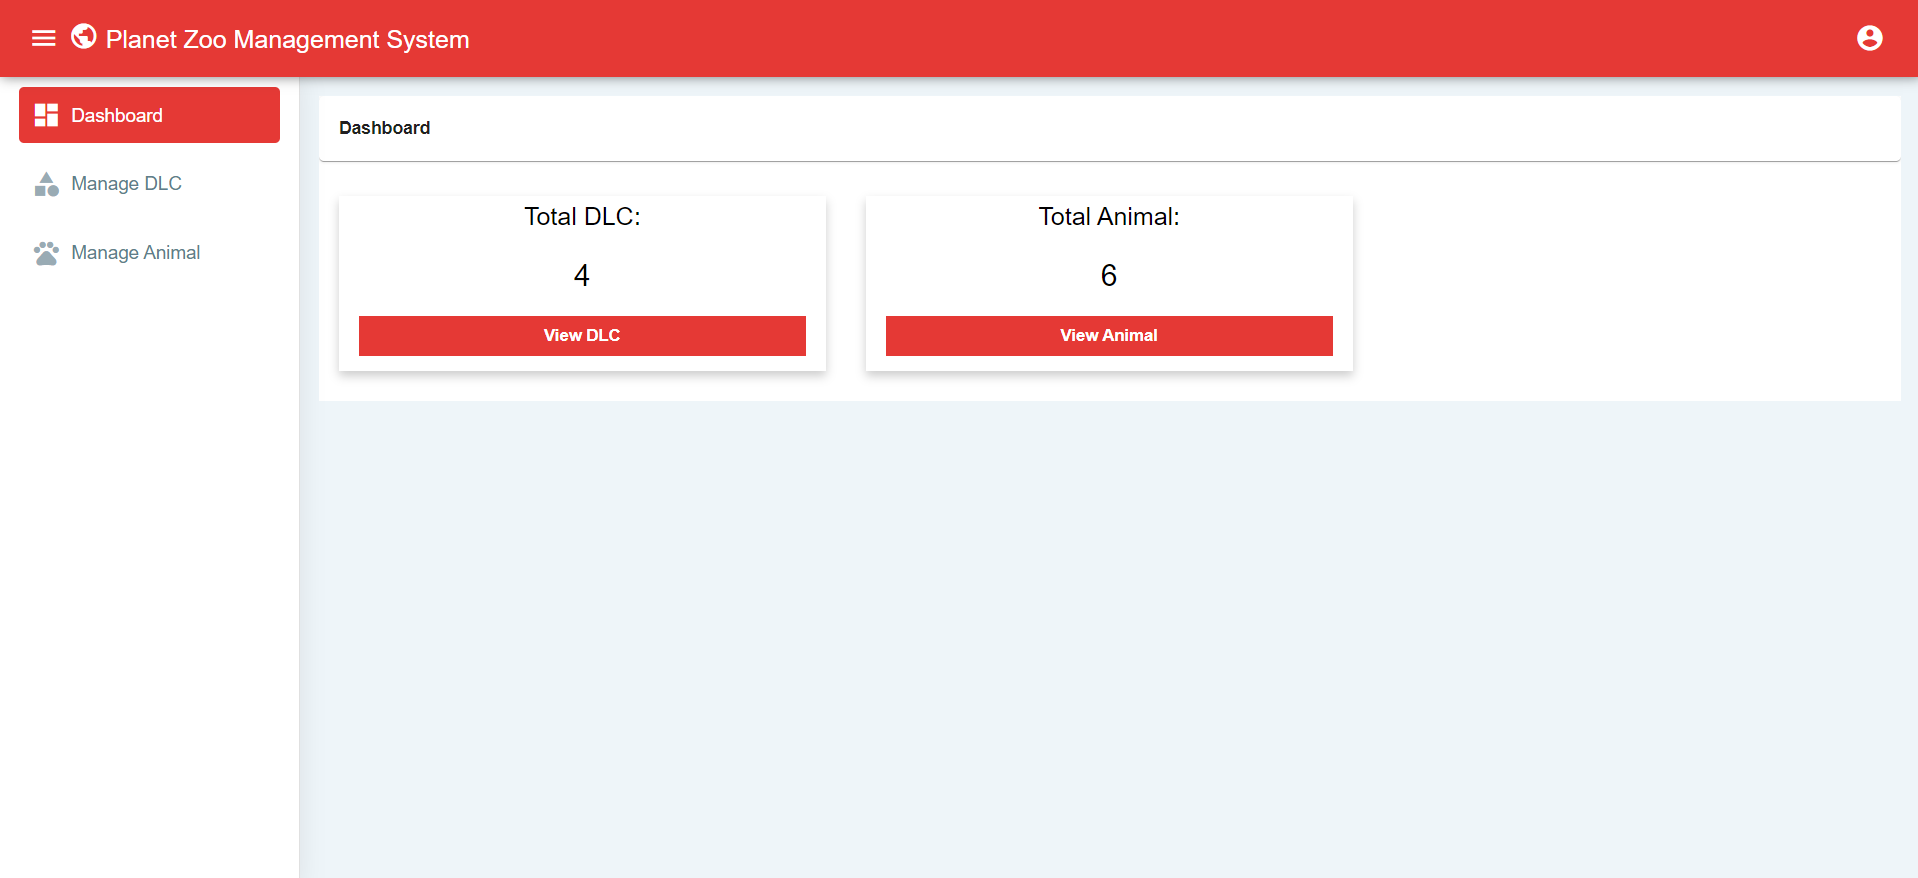 Planet Zoo Management System
Dashboard
Manage DLC
Manage Animal
Dashboard
Total DLC:
4
View DLC
Total Animal:
6
View Animal